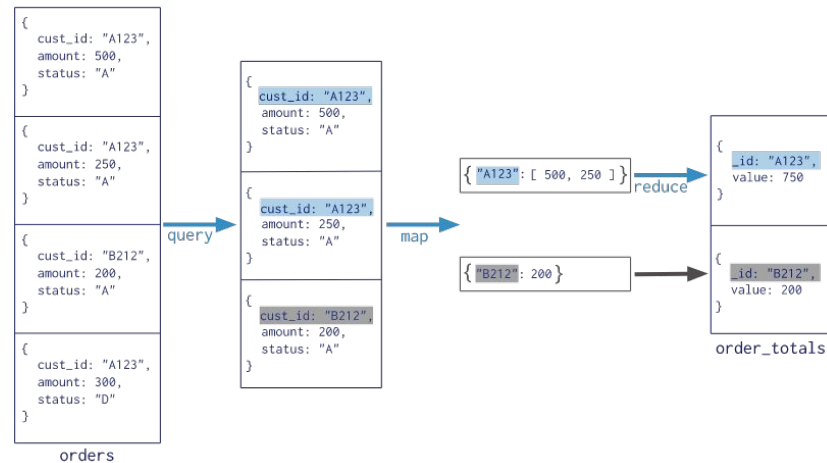 {
cust_id: "A123",
amount: 500,
status: "A"
}
{
cust_id: "A123",
amount: 250,
status: "A"
}
{
cust_id: "B212",
amount: 200,
status: "A"
}
{
cust_id: "A123",
amount: 300,
status: "D"
}
orders
query
{
cust_id: "A123",
amount: 500,
status: "A"
}
{
cust_id: "A123",
amount: 250,
status: "A"
}
{
cust_id: "B212",
amount: 200,
status: "A"
}
map
{ "A123": [ 500, 250 ] }
{ "B212": 200 }
reduce
{
_id: "A123",
value: 750
}
{
_id: "B212",
value: 200
}
order_totals